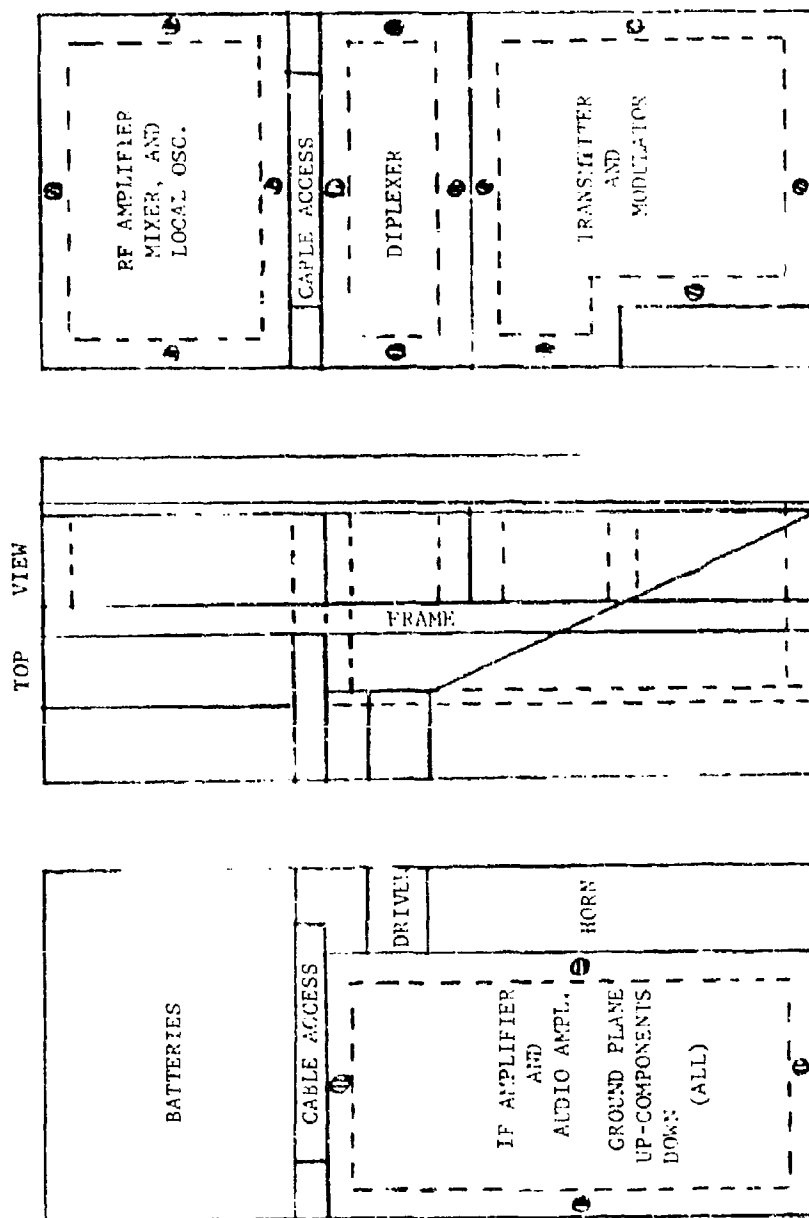 RF AMPLIFIER
MIXER, AND
LOCAL OSC.
CAPLE ACCESS
DIPLEXER
TRANSMITTER
AND
MODULATOR
TOP VIEW
FRAME
BATTERIES
CABLE ACCESS
DRIVER
HORN
IF AMPLIFIER
AND
AUDIO AMPL.
GROUND PLANE
UP-COMPONENTS
DOWN (ALL)